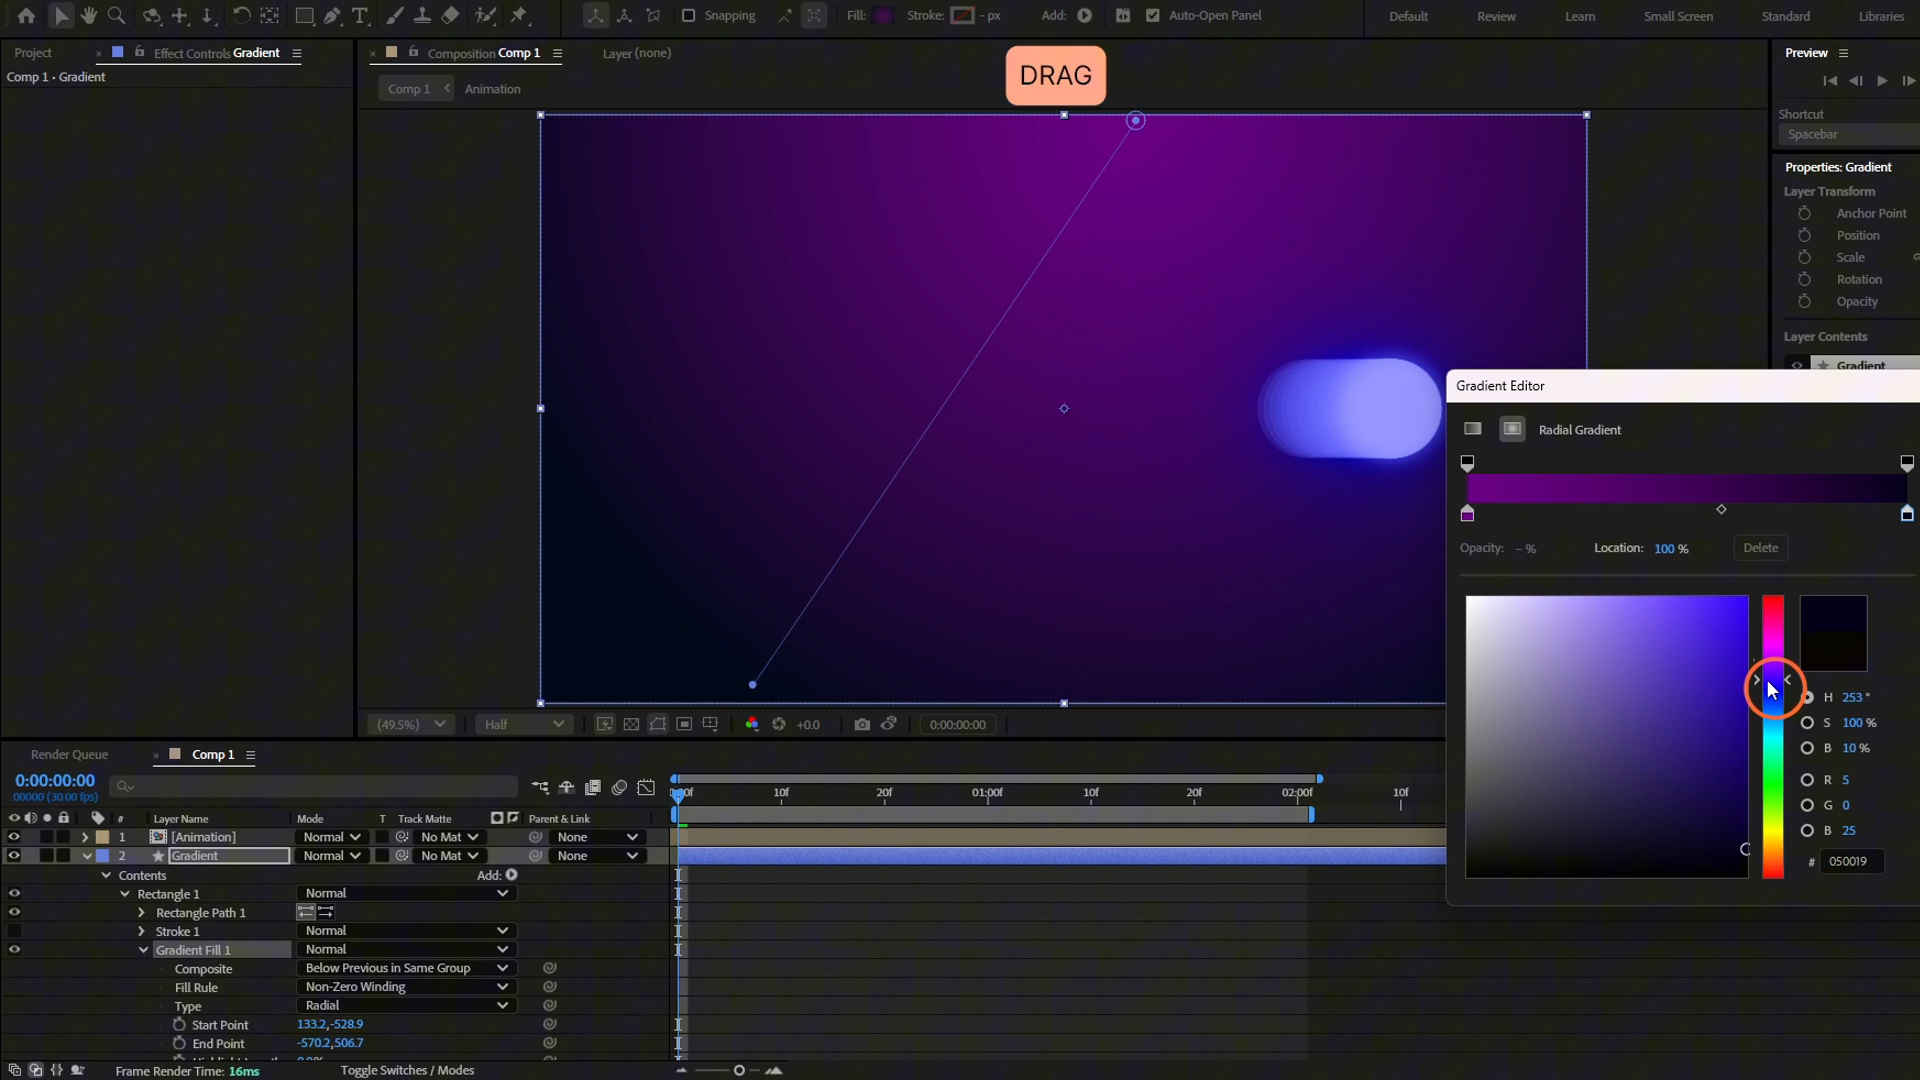 Snapping
Fill:
Stroke:
- px
Add:
Auto-Open Panel
Default
Review
Learn
Small Screen
Standard
Libraries
Project
Effect Controls Gradient
Composition Comp 1
Layer (none)
DRAG
Preview
Comp 1 • Gradient
Comp 1
Animation
Shortcut
Spacebar
Properties: Gradient
Layer Transform
Anchor Point
Position
Scale
Rotation
Opacity
Layer Contents
Gradient
Gradient Editor
Radial Gradient
Opacity: - %
Location: 100 %
Delete
H 253 °
S 100 %
B 10 %
R 5
G 0
B 25
# 050019
(49.5%)
Half
+0.0
0:00:00:00
Render Queue
Comp 1
0:00:00:00
00000 (30.00 fps)
10f
20f
01:00f
10f
20f
02:00f
10f
# Layer Name
Mode
T Track Matte
Parent & Link
1 [Animation] Normal No Mat None
2 Gradient Normal No Mat None
Contents Add:
Rectangle 1 Normal
Rectangle Path 1
Stroke 1 Normal
Gradient Fill 1 Normal
Composite Below Previous in Same Group
Fill Rule Non-Zero Winding
Type Radial
Start Point 133.2,-528.9
End Point -570.2,506.7
Frame Render Time: 16ms
Toggle Switches / Modes